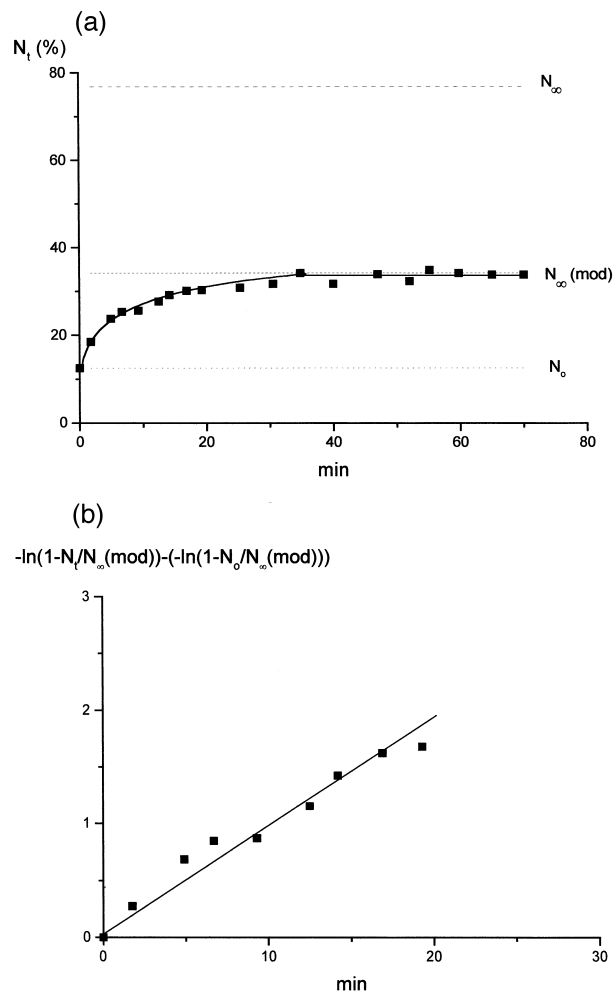 (a)
Nt (%)
80
N∞
60
40
N∞ (mod)
20
No
0
0 20 40 60 80
min
(b)
-ln(1-Nt/N∞(mod))-(-ln(1-No/N∞(mod)))
3
2
1
0
0 10 20 30
min